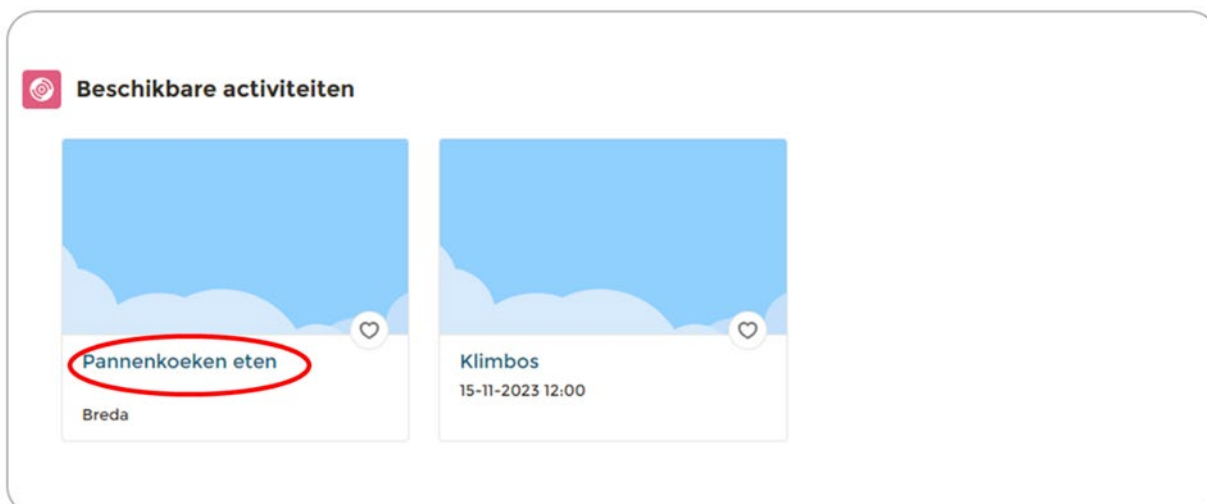 Beschikbare activiteiten
Pannenkoeken eten
Breda
Klimbos
15-11-2023 12:00